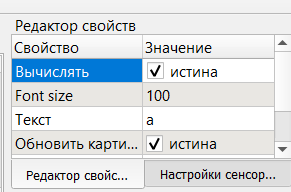 Редактор свойств
Свойство Значение
Вычислять истина
Font size 100
Текст a
Обновить карти... истина
Редактор свойс... Настройки сенсор...